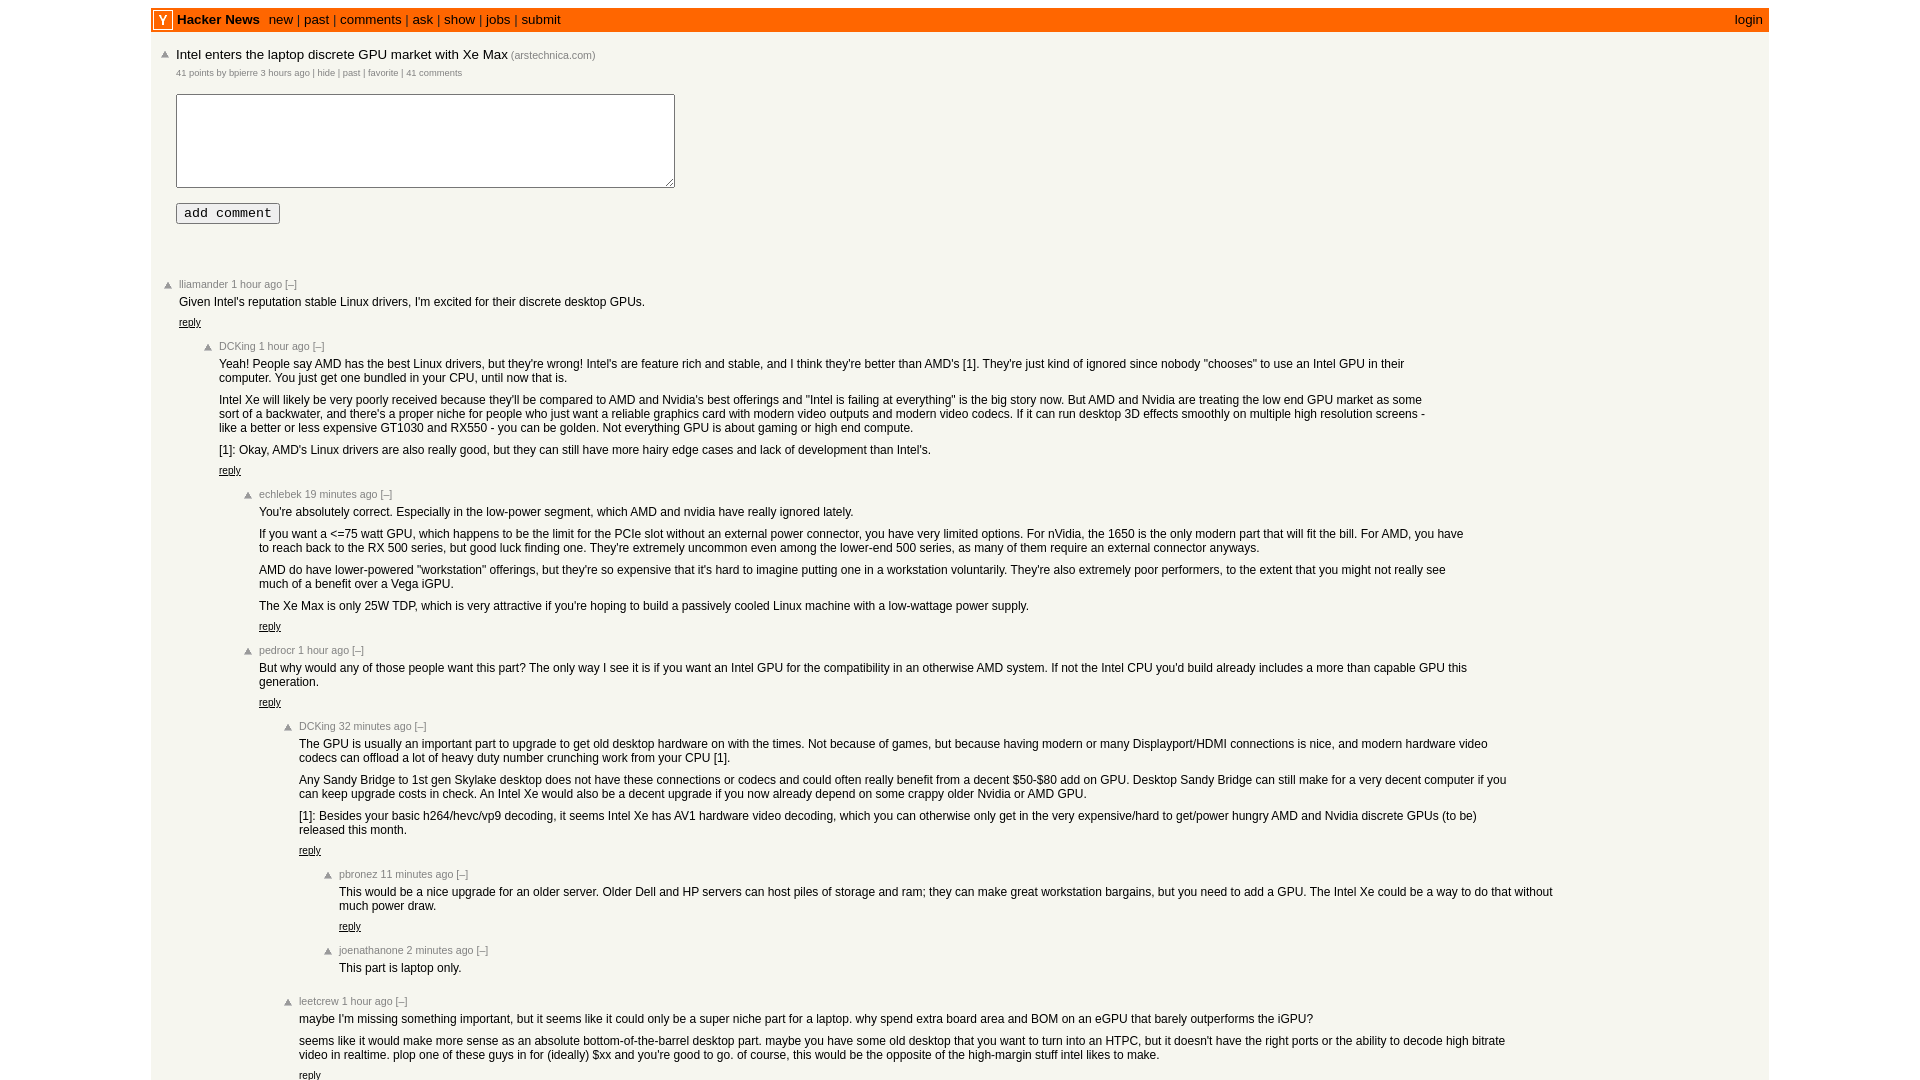 Y Hacker News new | past | comments | ask | show | jobs | submit login
Intel enters the laptop discrete GPU market with Xe Max (arstechnica.com)
41 points by bpierre 3 hours ago | hide | past | favorite | 41 comments
add comment
lliamander 1 hour ago [–]
Given Intel's reputation stable Linux drivers, I'm excited for their discrete desktop GPUs.
reply
DCKing 1 hour ago [–]
Yeah! People say AMD has the best Linux drivers, but they're wrong! Intel's are feature rich and stable, and I think they're better than AMD's [1]. They're just kind of ignored since nobody "chooses" to use an Intel GPU in their
computer. You just get one bundled in your CPU, until now that is.
Intel Xe will likely be very poorly received because they'll be compared to AMD and Nvidia's best offerings and "Intel is failing at everything" is the big story now. But AMD and Nvidia are treating the low end GPU market as some
sort of a backwater, and there's a proper niche for people who just want a reliable graphics card with modern video outputs and modern video codecs. If it can run desktop 3D effects smoothly on multiple high resolution screens -
like a better or less expensive GT1030 and RX550 - you can be golden. Not everything GPU is about gaming or high end compute.
[1]: Okay, AMD's Linux drivers are also really good, but they can still have more hairy edge cases and lack of development than Intel's.
reply
echlebek 19 minutes ago [–]
You're absolutely correct. Especially in the low-power segment, which AMD and nvidia have really ignored lately.
If you want a <=75 watt GPU, which happens to be the limit for the PCIe slot without an external power connector, you have very limited options. For nVidia, the 1650 is the only modern part that will fit the bill. For AMD, you have
to reach back to the RX 500 series, but good luck finding one. They're extremely uncommon even among the lower-end 500 series, as many of them require an external connector anyways.
AMD do have lower-powered "workstation" offerings, but they're so expensive that it's hard to imagine putting one in a workstation voluntarily. They're also extremely poor performers, to the extent that you might not really see
much of a benefit over a Vega iGPU.
The Xe Max is only 25W TDP, which is very attractive if you're hoping to build a passively cooled Linux machine with a low-wattage power supply.
reply
pedrocr 1 hour ago [–]
But why would any of those people want this part? The only way I see it is if you want an Intel GPU for the compatibility in an otherwise AMD system. If not the Intel CPU you'd build already includes a more than capable GPU this
generation.
reply
DCKing 32 minutes ago [–]
The GPU is usually an important part to upgrade to get old desktop hardware on with the times. Not because of games, but because having modern or many Displayport/HDMI connections is nice, and modern hardware video
codecs can offload a lot of heavy duty number crunching work from your CPU [1].
Any Sandy Bridge to 1st gen Skylake desktop does not have these connections or codecs and could often really benefit from a decent $50-$80 add on GPU. Desktop Sandy Bridge can still make for a very decent computer if you
can keep upgrade costs in check. An Intel Xe would also be a decent upgrade if you now already depend on some crappy older Nvidia or AMD GPU.
[1]: Besides your basic h264/hevc/vp9 decoding, it seems Intel Xe has AV1 hardware video decoding, which you can otherwise only get in the very expensive/hard to get/power hungry AMD and Nvidia discrete GPUs (to be)
released this month.
reply
pbronez 11 minutes ago [–]
This would be a nice upgrade for an older server. Older Dell and HP servers can host piles of storage and ram; they can make great workstation bargains, but you need to add a GPU. The Intel Xe could be a way to do that without
much power draw.
reply
joenathanone 2 minutes ago [–]
This part is laptop only.
leetcrew 1 hour ago [–]
maybe I'm missing something important, but it seems like it could only be a super niche part for a laptop. why spend extra board area and BOM on an eGPU that barely outperforms the iGPU?
seems like it would make more sense as an absolute bottom-of-the-barrel desktop part. maybe you have some old desktop that you want to turn into an HTPC, but it doesn't have the right ports or the ability to decode high bitrate
video in realtime. plop one of these guys in for (ideally) $xx and you're good to go. of course, this would be the opposite of the high-margin stuff intel likes to make.
reply